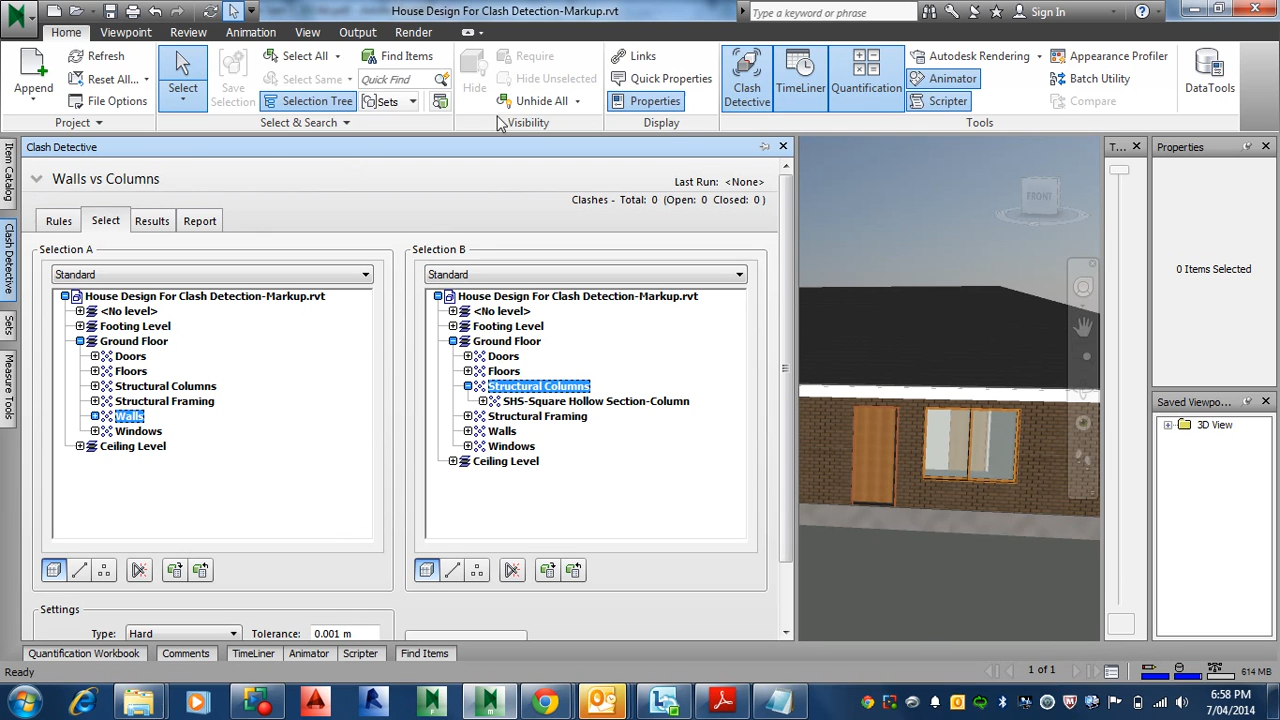 House Design For Clash Detection-Markup.rvt
Type a keyword or phrase
Sign In
Home Viewpoint Review Animation View Output Render
Append
Refresh
Reset All...
File Options
Project
Select
Save Selection
Select All
Select Same
Selection Tree
Find Items
Quick Find
Sets
Select & Search
Hide
Require
Hide Unselected
Unhide All
Visibility
Links
Quick Properties
Properties
Display
Clash Detective
TimeLiner
Quantification
Autodesk Rendering
Animator
Scripter
Appearance Profiler
Batch Utility
Compare
Tools
DataTools
Item Catalog
Clash Detective
Sets
Measure Tools
Clash Detective
Walls vs Columns
Last Run: <None>
Clashes - Total: 0 (Open: 0 Closed: 0 )
Rules Select Results Report
Selection A
Standard
House Design For Clash Detection-Markup.rvt
<No level>
Footing Level
Ground Floor
Doors
Floors
Structural Columns
Structural Framing
Walls
Windows
Ceiling Level
Selection B
Standard
House Design For Clash Detection-Markup.rvt
<No level>
Footing Level
Ground Floor
Doors
Floors
Structural Columns
SHS-Square Hollow Section-Column
Structural Framing
Walls
Windows
Ceiling Level
Settings
Type: Hard Tolerance: 0.001 m
FRONT
T...
Properties
0 Items Selected
Saved Viewpo...
3D View
Quantification Workbook Comments TimeLiner Animator Scripter Find Items
Ready
1 of 1
614 MB
6:58 PM
7/04/2014